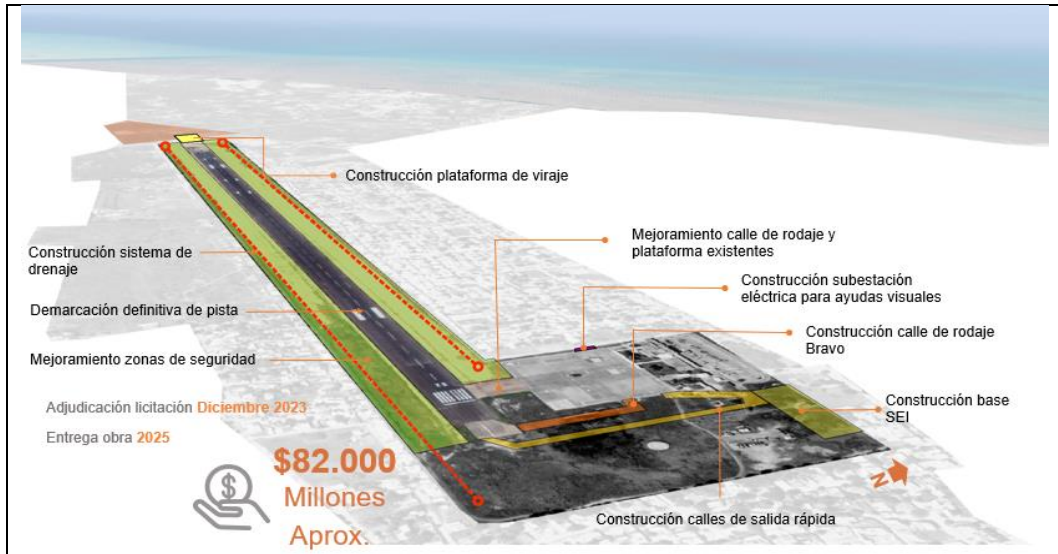 Construcción plataforma de viraje
Mejoramiento calle de rodaje y
plataforma existentes
Construcción sistema de
drenaje
Construcción subestación
eléctrica para ayudas visuales
Demarcación definitiva de pista
Construcción calle de rodaje
Bravo
Mejoramiento zonas de seguridad
Adjudicación licitación Diciembre 2023
Construcción base
SEI
Entrega obra 2025
$82.000
Millones
Aprox.
$
N
Construcción calles de salida rápida